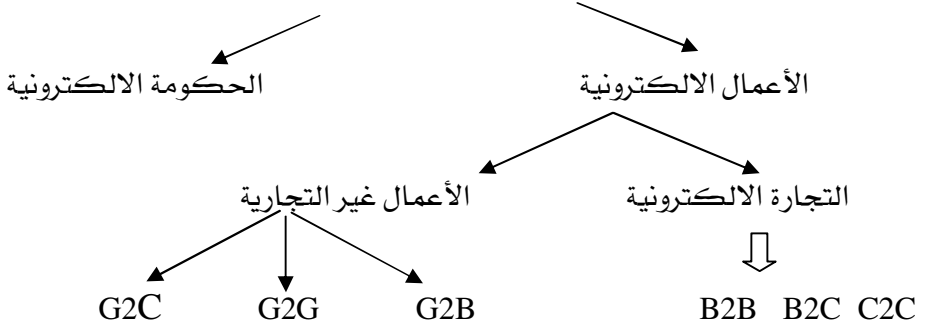 الأعمال الالكترونية الحكومة الالكترونية
التجارة الالكترونية الأعمال غير التجارية
G2C G2G G2B B2B B2C C2C